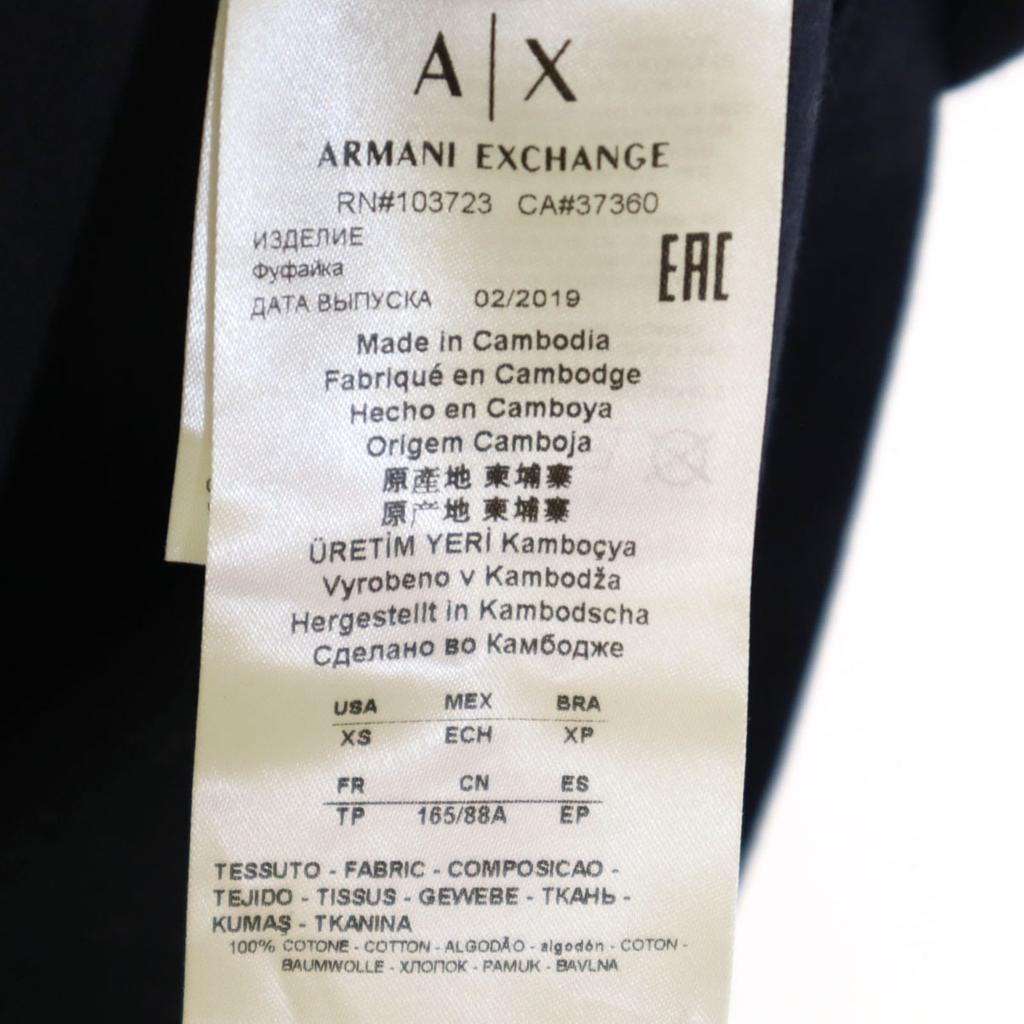 A|X
ARMANI EXCHANGE
RN#103723 CA#37360
ИЗДЕЛИЕ
Фуфайка
EAC
ДАТА ВЫПУСКА 02/2019
Made in Cambodia
Fabriqué en Cambodge
Hecho en Camboya
Origem Camboja
原產地 柬埔寨
原产地 柬埔寨
ÜRETİM YERİ Kamboçya
Vyrobeno v Kambodža
Hergestellt in Kambodscha
Сделано во Камбодже
USA MEX BRA
XS ECH XP
FR CN ES
TP 165/88A EP
TESSUTO - FABRIC - COMPOSICAO -
TEJIDO - TISSUS - GEWEBE - ТКАНЬ -
KUMAŞ - TKANINA
100% COTONE - COTTON - ALGODÃO - algodón - COTON -
BAUMWOLLE - ХЛОПОК - PAMUK - BAVLNA